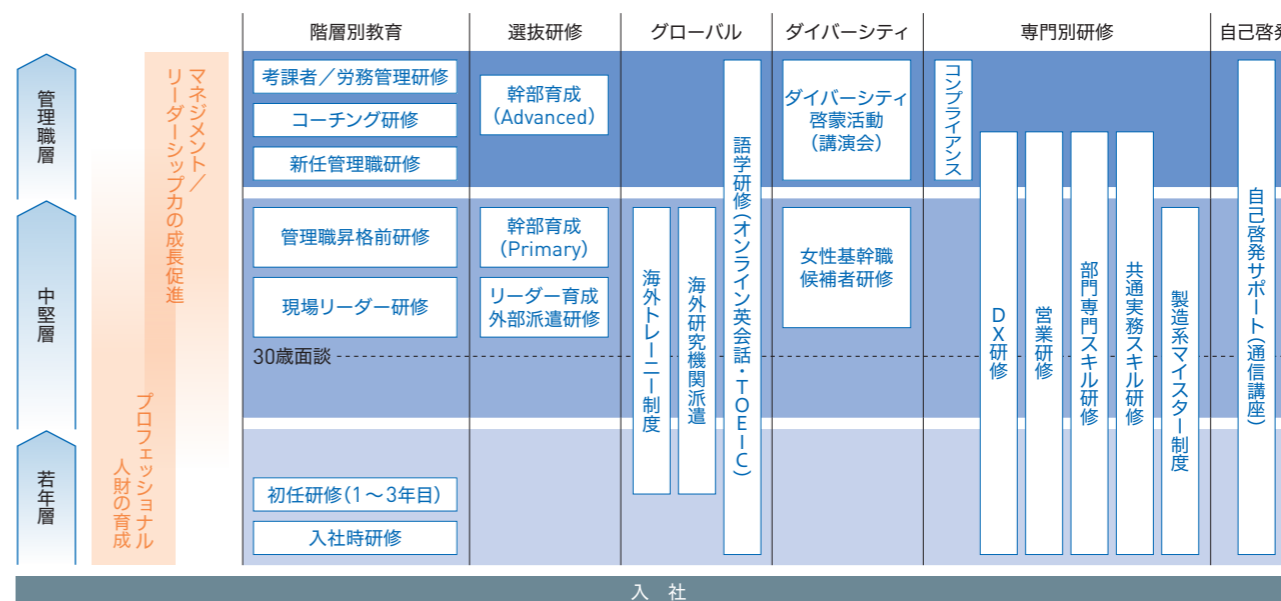 階層別教育
選抜研修
グローバル
ダイバーシティ
専門別研修
自己啓発
管理職層
中堅層
若年層
マネジメント／
リーダーシップ力の成長促進
プロフェッショナル
人財の育成
考課者／労務管理研修
コーチング研修
新任管理職研修
管理職昇格前研修
現場リーダー研修
30歳面談
初任研修（1～3年目）
入社時研修
幹部育成
（Advanced）
幹部育成
（Primary）
リーダー育成
外部派遣研修
海外トレーニー制度
海外研究機関派遣
語学研修（オンライン英会話・TOEIC）
ダイバーシティ
啓蒙活動
（講演会）
女性基幹職
候補者研修
コンプライアンス
DX研修
営業研修
部門専門スキル研修
共通実務スキル研修
製造系マイスター制度
自己啓発サポート（通信講座）
入 社